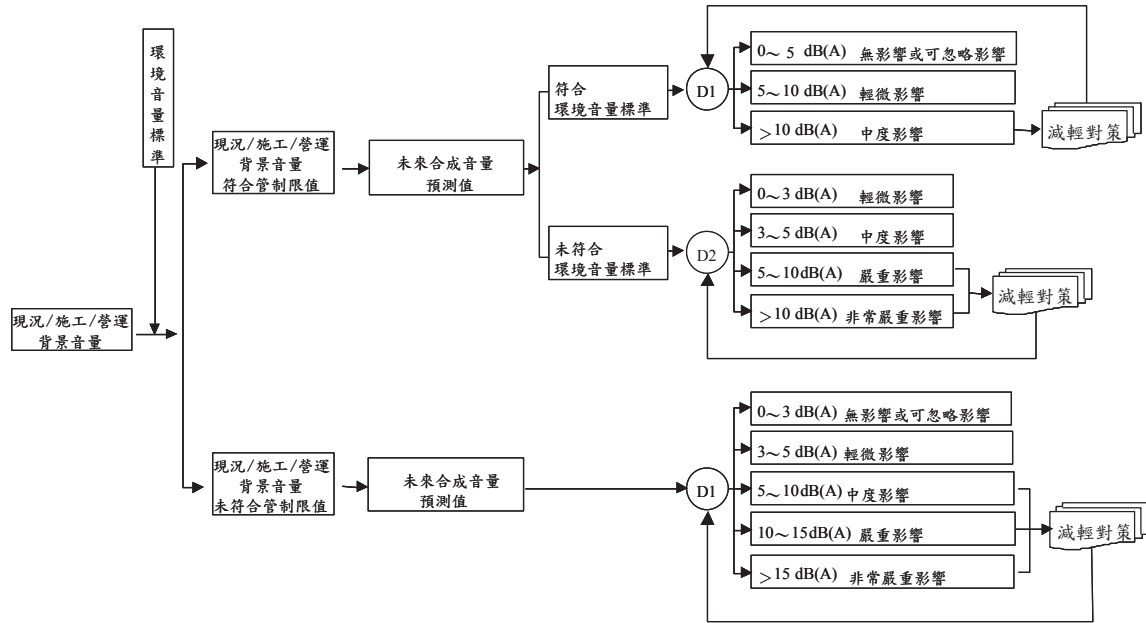 環境音量標準
現況/施工/營運
背景音量
現況/施工/營運
背景音量
符合管制限值
未來合成音量
預測值
符合
環境音量標準
D1
0~ 5 dB(A) 無影響或可忽略影響
5~10 dB(A) 輕微影響
>10 dB(A) 中度影響
減輕對策
未符合
環境音量標準
D2
0~3 dB(A) 輕微影響
3~5 dB(A) 中度影響
5~10 dB(A) 嚴重影響
>10 dB(A) 非常嚴重影響
減輕對策
現況/施工/營運
背景音量
未符合管制限值
未來合成音量
預測值
D1
0~3 dB(A) 無影響或可忽略影響
3~5 dB(A) 輕微影響
5~10 dB(A) 中度影響
10~15dB(A) 嚴重影響
>15 dB(A) 非常嚴重影響
減輕對策